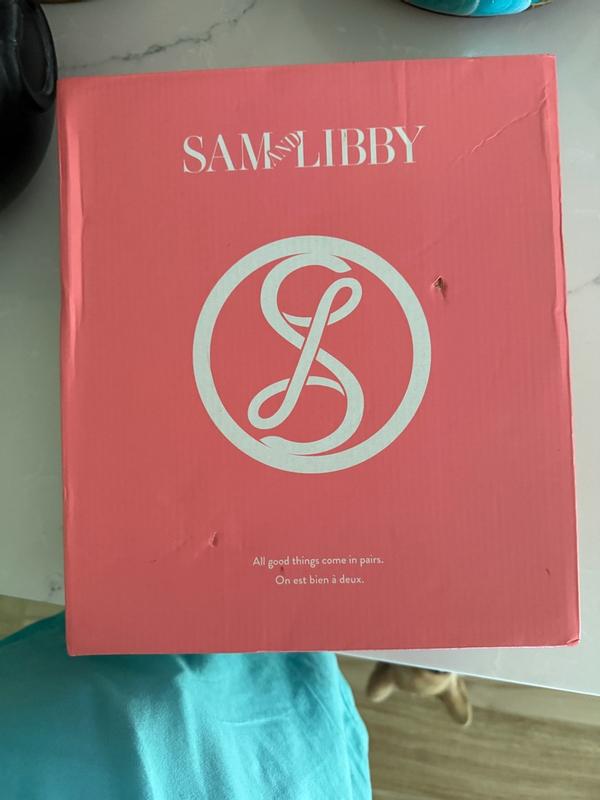 SAM AND LIBBY
All good things come in pairs.
On est bien à deux.